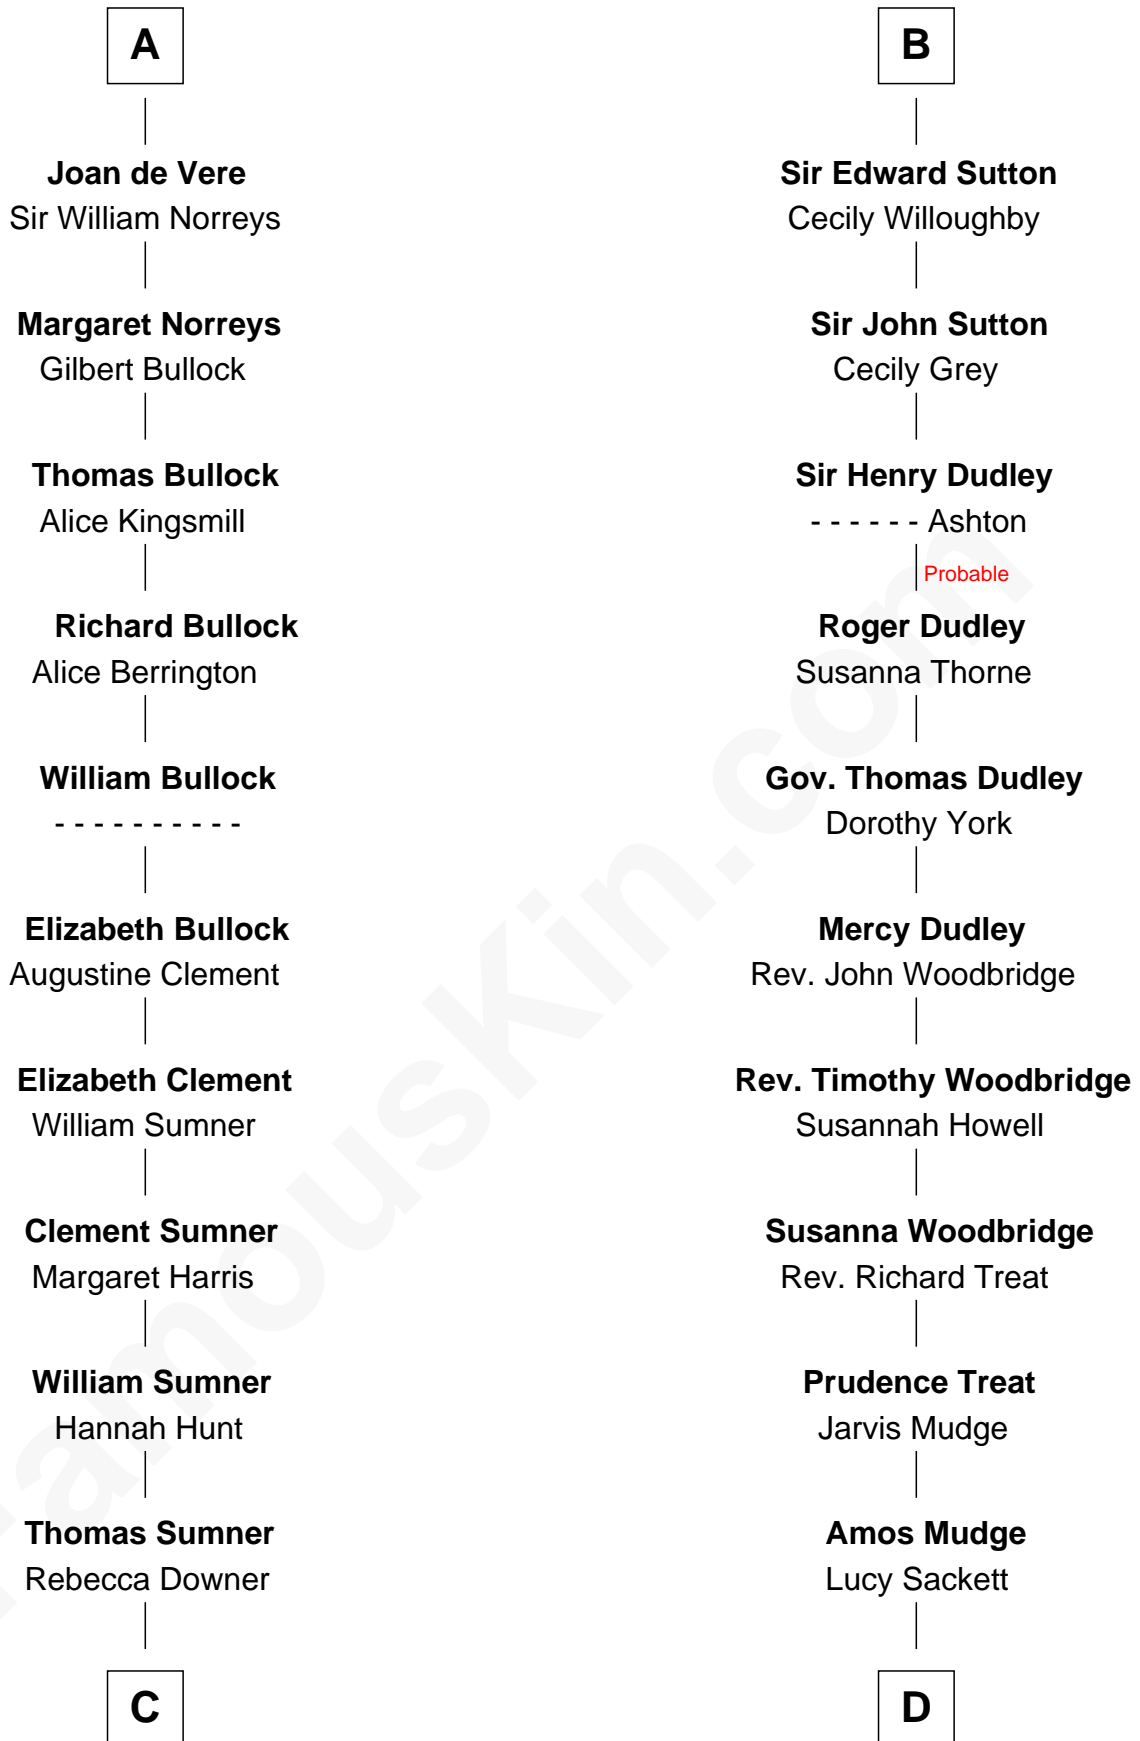 A
Joan de Vere
Sir William Norreys
Margaret Norreys
Gilbert Bullock
Thomas Bullock
Alice Kingsmill
Richard Bullock
Alice Berrington
William Bullock
- - - - - - - - - -
Elizabeth Bullock
Augustine Clement
Elizabeth Clement
William Sumner
Clement Sumner
Margaret Harris
William Sumner
Hannah Hunt
Thomas Sumner
Rebecca Downer
C
B
Sir Edward Sutton
Cecily Willoughby
Sir John Sutton
Cecily Grey
Sir Henry Dudley
- - - - - - Ashton
Probable
Roger Dudley
Susanna Thorne
Gov. Thomas Dudley
Dorothy York
Mercy Dudley
Rev. John Woodbridge
Rev. Timothy Woodbridge
Susannah Howell
Susanna Woodbridge
Rev. Richard Treat
Prudence Treat
Jarvis Mudge
Amos Mudge
Lucy Sackett
D
FamousKin.com